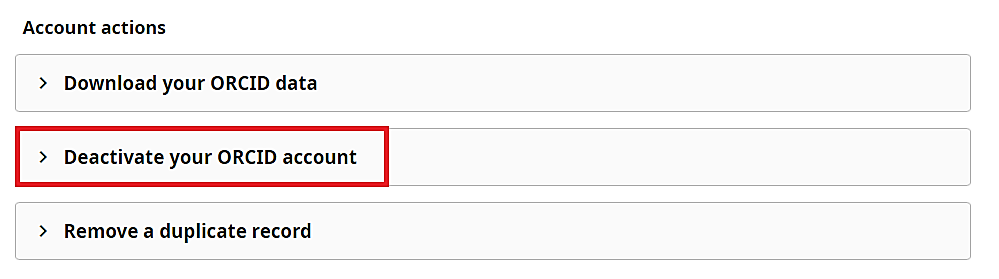 Account actions
Download your ORCID data
Deactivate your ORCID account
Remove a duplicate record